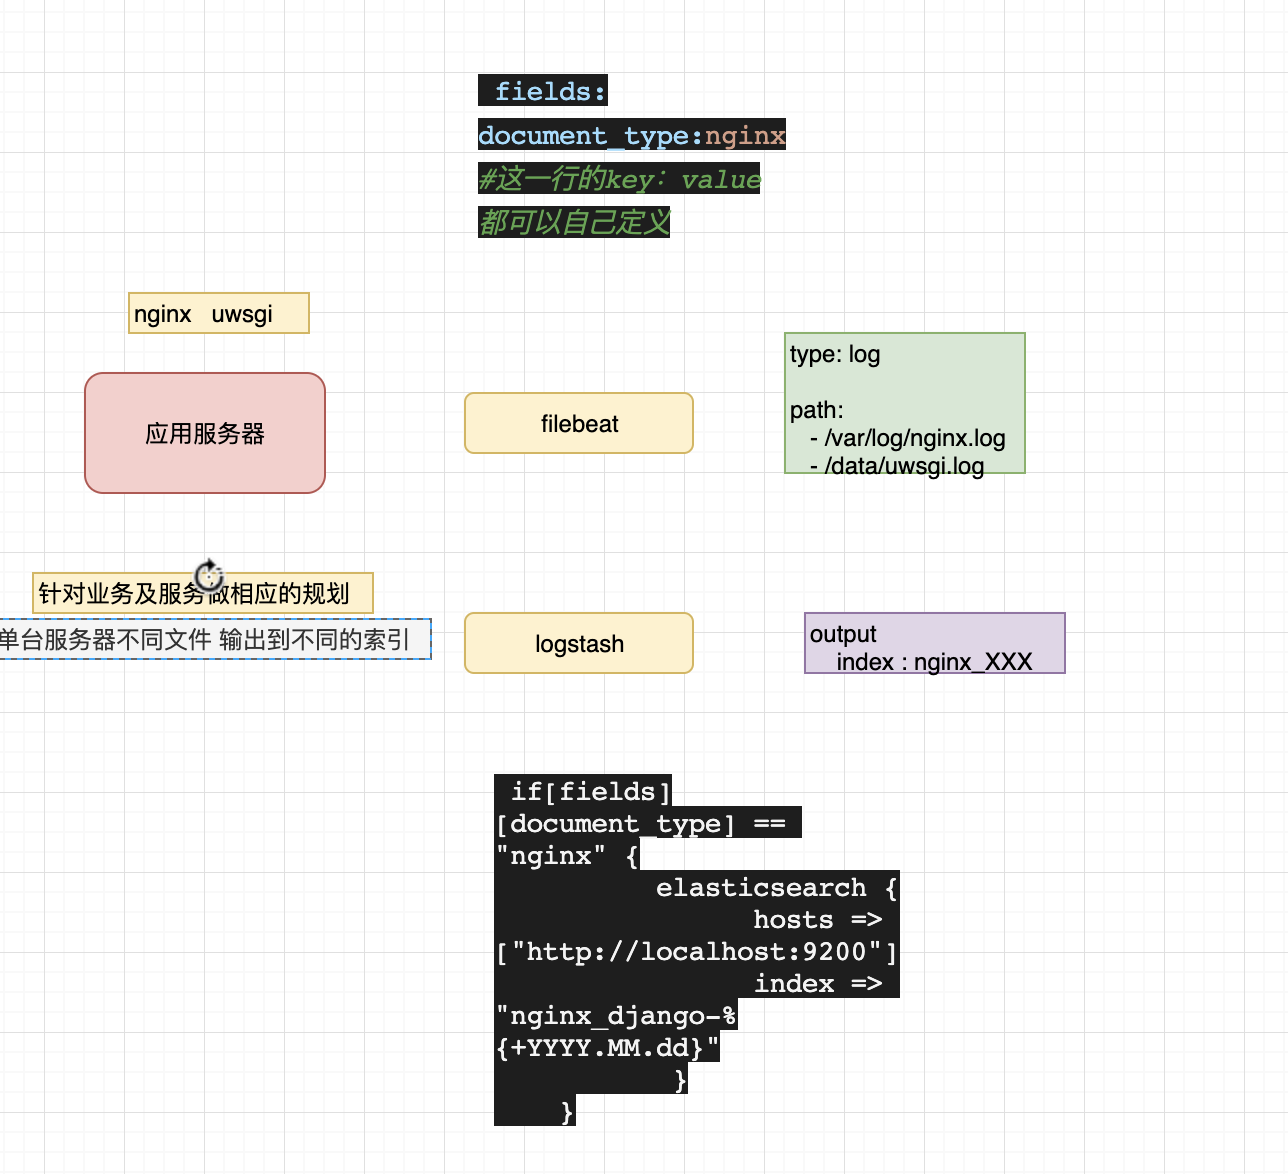 fields:
document_type:nginx
#这一行的key：value
都可以自己定义
nginx uwsgi
应用服务器
filebeat
type: log
path:
- /var/log/nginx.log
- /data/uwsgi.log
针对业务及服务做相应的规划
单台服务器不同文件 输出到不同的索引
logstash
output
index : nginx_XXX
if[fields]
[document_type] ==
"nginx" {
elasticsearch {
hosts =>
["http://localhost:9200"]
index =>
"nginx_django-%
{+YYYY.MM.dd}"
}
}